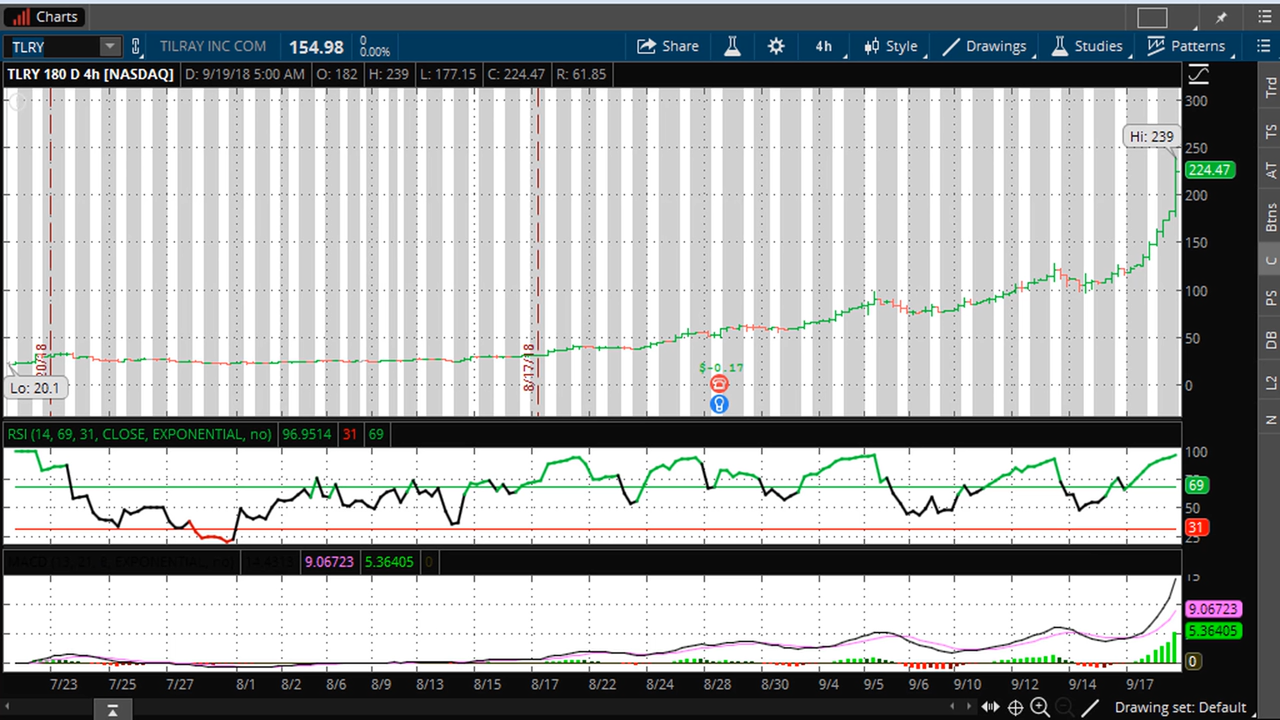 Charts
TLRY TILRAY INC COM 154.98 0 0.00% Share 4h Style Drawings Studies Patterns
TLRY 180 D 4h [NASDAQ] D: 9/19/18 5:00 AM O: 182 H: 239 L: 177.15 C: 224.47 R: 61.85
300
Hi: 239
250
224.47
200
150
100
50
0
8/17/18
Lo: 20.1
$-0.17
Trd
TS
AT
Btns
C
PS
DB
L2
N
RSI (14, 69, 31, CLOSE, EXPONENTIAL, no) 96.9514 31 69
100
69
50
31
25
9.06723 5.36405 0
15
9.06723
5.36405
0
7/23 7/25 7/27 8/1 8/2 8/6 8/9 8/13 8/15 8/17 8/22 8/24 8/28 8/30 9/4 9/5 9/6 9/10 9/12 9/14 9/17
Drawing set: Default